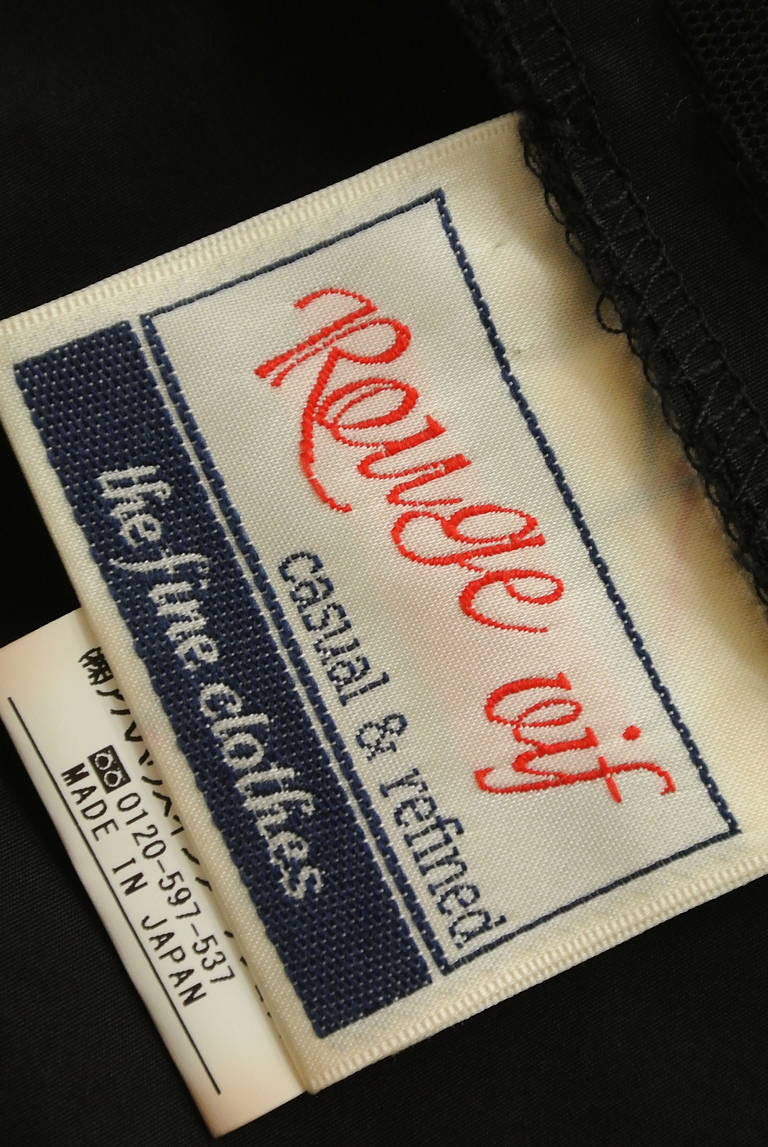 Rouge vif
casual & refined
the fine clothes
0120-597-537
MADE IN JAPAN